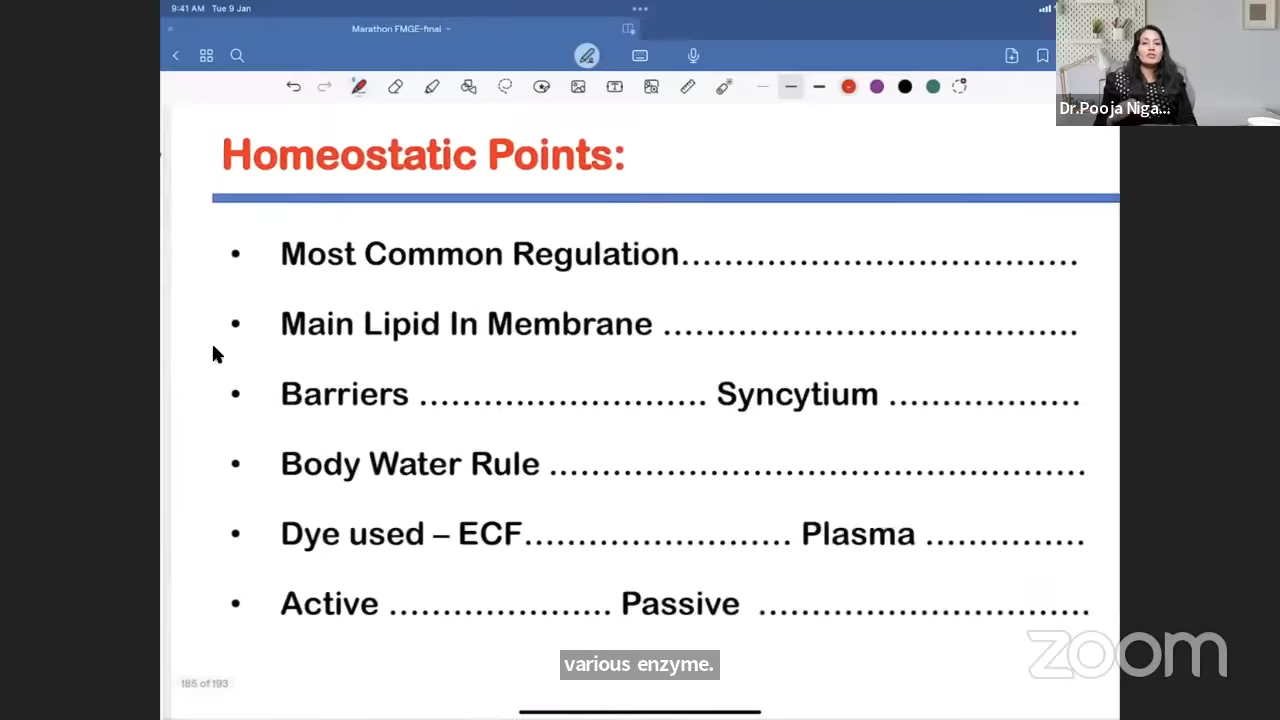 9:41 AM Tue 9 Jan
Marathon FMGE-final
Dr.Pooja Niga...
Homeostatic Points:
• Most Common Regulation.....................................
• Main Lipid In Membrane .......................................
• Barriers ........................... Syncytium ..................
• Body Water Rule ..................................................
• Dye used – ECF......................... Plasma ...............
• Active ..................... Passive ...............................
various enzyme.
zoom
185 of 193